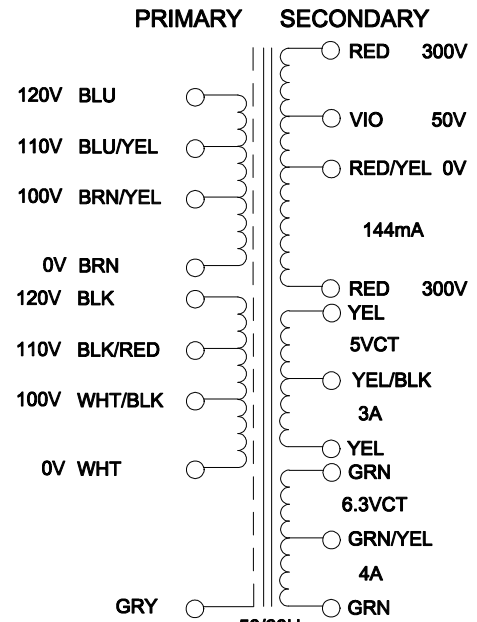 PRIMARY SECONDARY
RED 300V
120V BLU
VIO 50V
110V BLU/YEL
RED/YEL 0V
100V BRN/YEL
144mA
0V BRN
RED 300V
120V BLK
YEL
110V BLK/RED
5VCT
YEL/BLK
100V WHT/BLK
3A
YEL
0V WHT
GRN
6.3VCT
GRN/YEL
4A
GRY
GRN